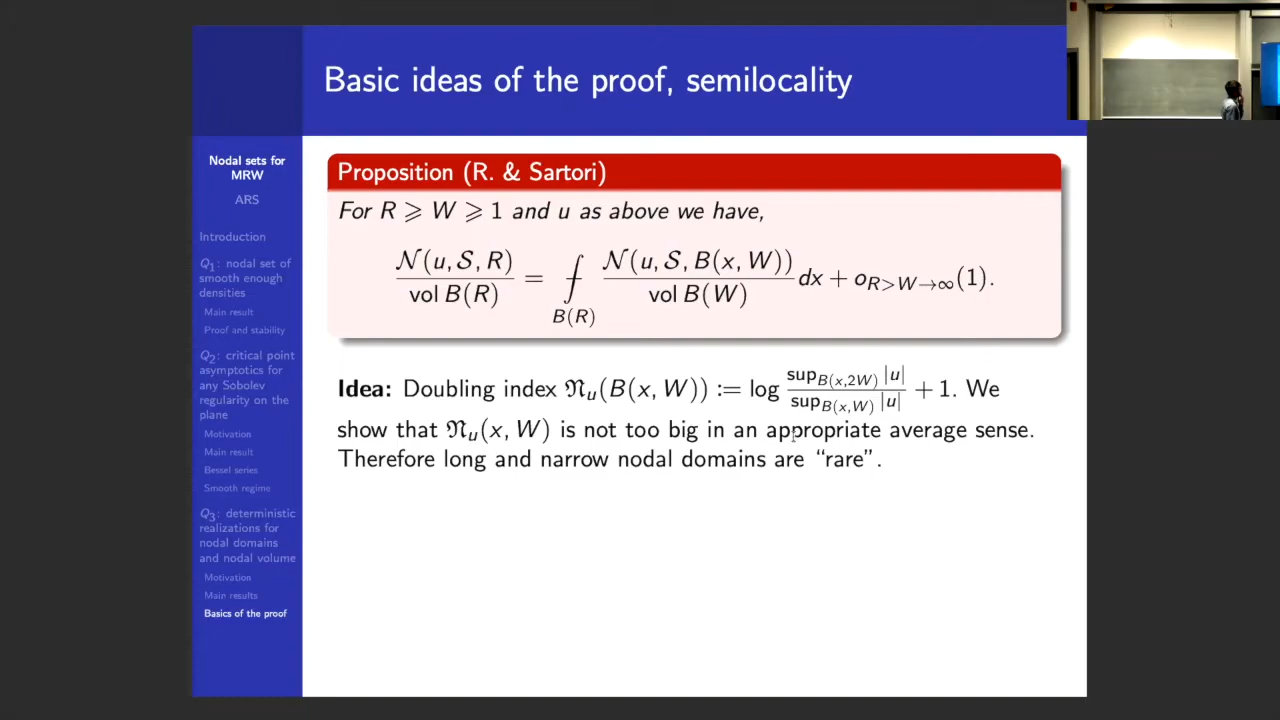 Basic ideas of the proof, semilocality
Nodal sets for
MRW
ARS
Introduction
Q₁: nodal set of
smooth enough
densities
Main result
Proof and stability
Q₂: critical point
asymptotics for
any Sobolev
regularity on the
plane
Motivation
Main result
Bessel series
Smooth regime
Q₃: deterministic
realizations for
nodal domains
and nodal volume
Motivation
Main results
Basics of the proof
Proposition (R. & Sartori)
For R ⩾ W ⩾ 1 and u as above we have,
𝒩(u, 𝒮, R) / vol B(R) = ⨍_{B(R)} 𝒩(u, 𝒮, B(x, W)) / vol B(W) dx + o_{R>W→∞}(1).
Idea: Doubling index 𝔑ᵤ(B(x, W)) := log sup_{B(x,2W)} |u| / sup_{B(x,W)} |u| + 1. We
show that 𝔑ᵤ(x, W) is not too big in an appropriate average sense.
Therefore long and narrow nodal domains are “rare”.